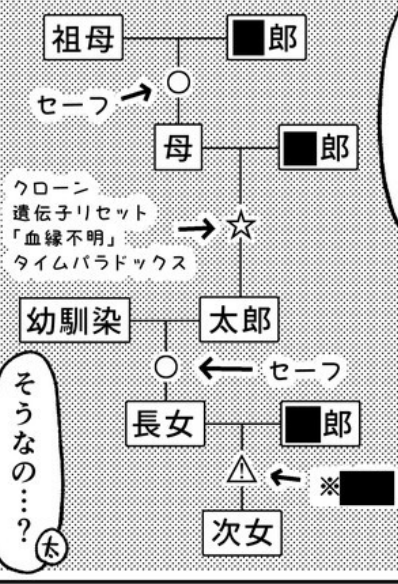 祖母
郎
セーフ
母
郎
クローン
遺伝子リセット
「血縁不明」
タイムパラドックス
幼馴染
太郎
セーフ
長女
郎
※
次女
そうなの…?
太